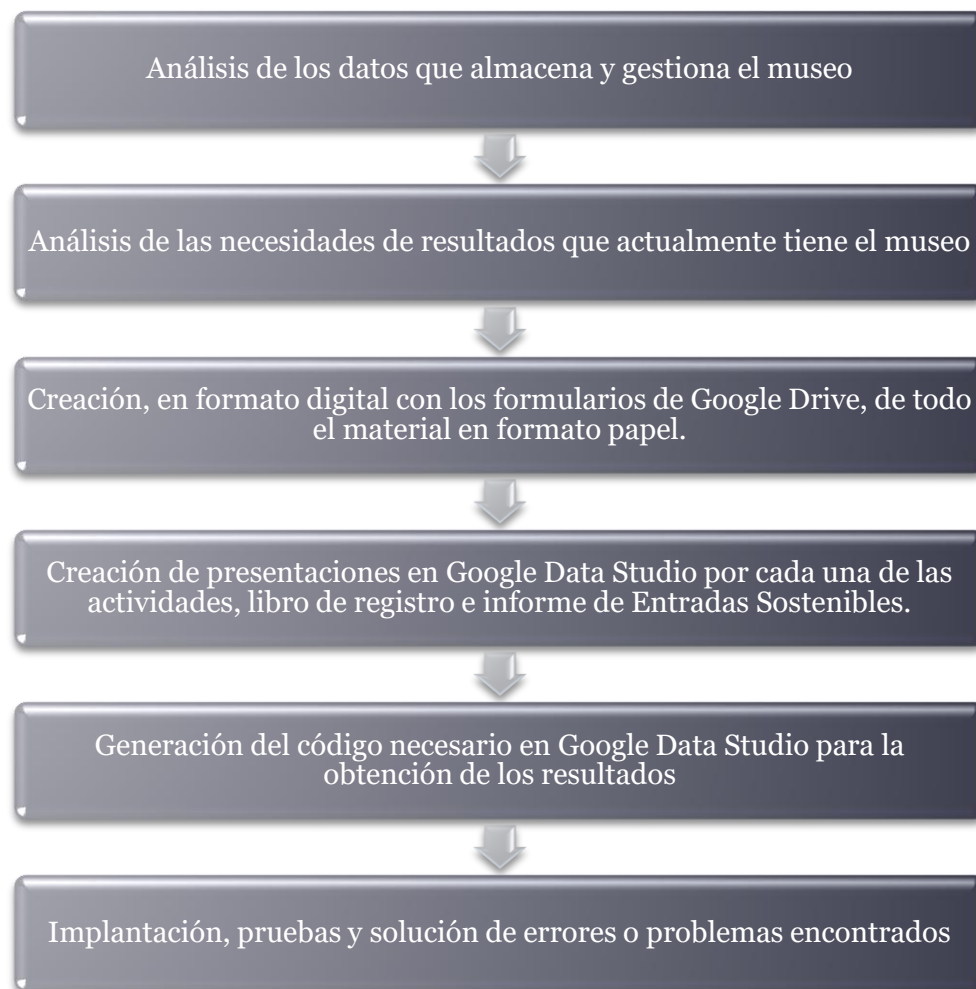 Análisis de los datos que almacena y gestiona el museo
Análisis de las necesidades de resultados que actualmente tiene el museo
Creación, en formato digital con los formularios de Google Drive, de todo
el material en formato papel.
Creación de presentaciones en Google Data Studio por cada una de las
actividades, libro de registro e informe de Entradas Sostenibles.
Generación del código necesario en Google Data Studio para la
obtención de los resultados
Implantación, pruebas y solución de errores o problemas encontrados